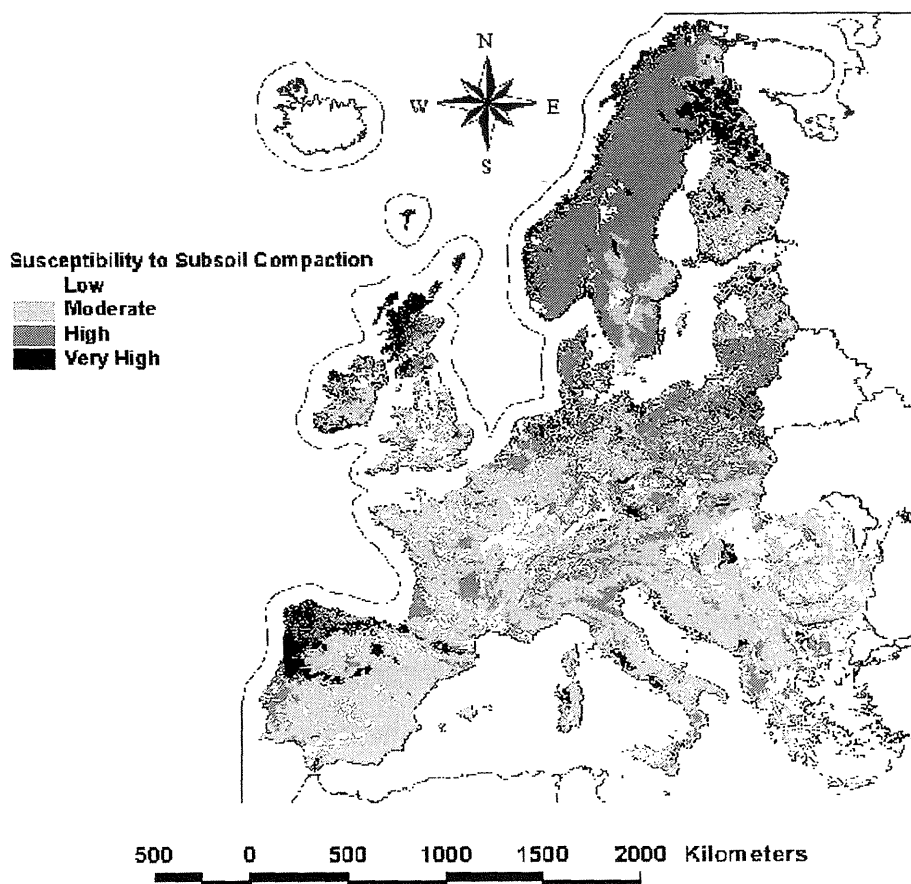 N
W E
S
Susceptibility to Subsoil Compaction
Low
Moderate
High
Very High
500 0 500 1000 1500 2000 Kilometers